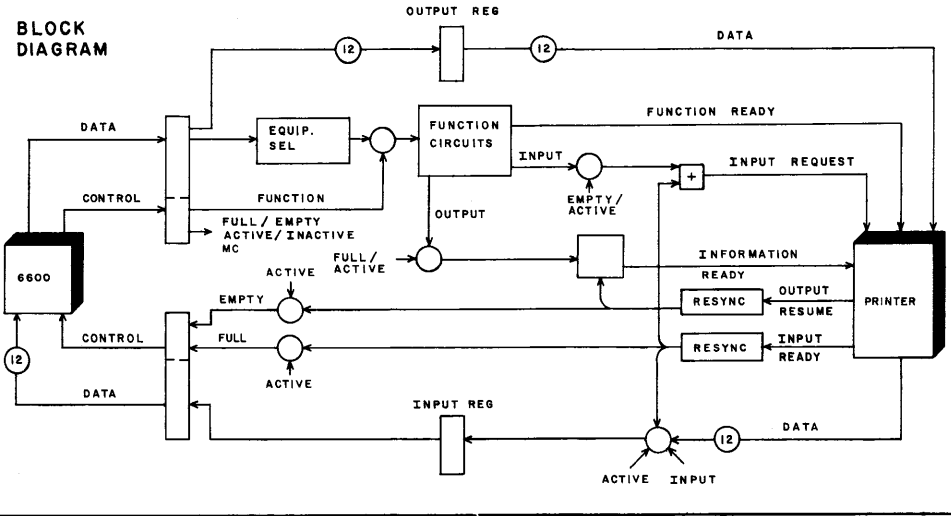 BLOCK
DIAGRAM
OUTPUT REG
12
12
DATA
DATA
EQUIP.
SEL
FUNCTION
CIRCUITS
FUNCTION READY
INPUT
INPUT REQUEST
+
EMPTY/
ACTIVE
CONTROL
FUNCTION
FULL/EMPTY
ACTIVE/INACTIVE
MC
OUTPUT
FULL/
ACTIVE
INFORMATION
READY
6600
ACTIVE
EMPTY
RESYNC
OUTPUT
RESUME
PRINTER
CONTROL
FULL
RESYNC
INPUT
READY
12
ACTIVE
DATA
INPUT REG
12
DATA
ACTIVE
INPUT